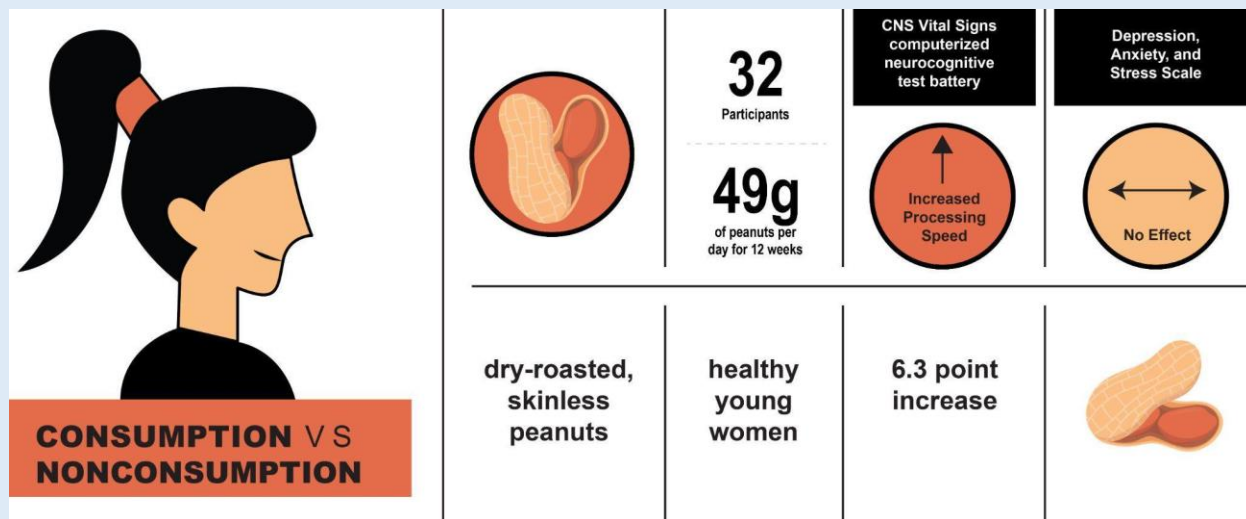 32
Participants
49g
of peanuts per
day for 12 weeks
CNS Vital Signs
computerized
neurocognitive
test battery
Increased
Processing
Speed
Depression,
Anxiety, and
Stress Scale
No Effect
CONSUMPTION VS
NONCONSUMPTION
dry-roasted,
skinless
peanuts
healthy
young
women
6.3 point
increase